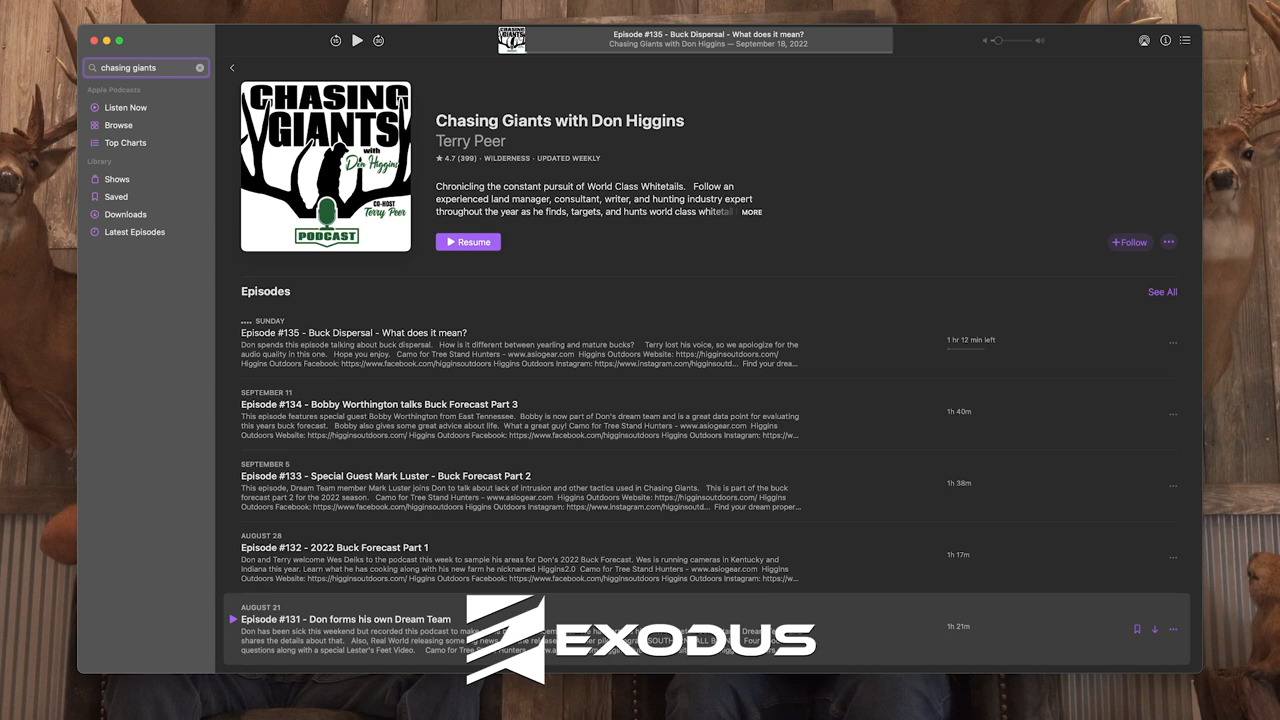 Episode #135 - Buck Dispersal - What does it mean?
Chasing Giants with Don Higgins — September 18, 2022
chasing giants
Apple Podcasts
Listen Now
Browse
Top Charts
Library
Shows
Saved
Downloads
Latest Episodes
CHASING
GIANTS
with
Don Higgins
CO-HOST
Terry Peer
PODCAST
Chasing Giants with Don Higgins
Terry Peer
★ 4.7 (399) · WILDERNESS · UPDATED WEEKLY
Chronicling the constant pursuit of World Class Whitetails. Follow an
experienced land manager, consultant, writer, and hunting industry expert
throughout the year as he finds, targets, and hunts world class whitetail MORE
Resume
+Follow
Episodes
See All
SUNDAY
Episode #135 - Buck Dispersal - What does it mean?
Don spends this episode talking about buck dispersal. How is it different between yearling and mature bucks? Terry lost his voice, so we apologize for the
audio quality in this one. Hope you enjoy. Camo for Tree Stand Hunters - www.asiogear.com Higgins Outdoors Website: https://higginsoutdoors.com/
Higgins Outdoors Facebook: https://www.facebook.com/higginsoutdoors Higgins Outdoors Instagram: https://www.instagram.com/higginsoutd... Find your drea...
1 hr 12 min left
SEPTEMBER 11
Episode #134 - Bobby Worthington talks Buck Forecast Part 3
This episode features special guest Bobby Worthington from East Tennessee. Bobby is now part of Don's dream team and is a great data point for evaluating
this years buck forecast. Bobby also gives some great advice about life. What a great guy! Camo for Tree Stand Hunters - www.asiogear.com Higgins
Outdoors Website: https://higginsoutdoors.com/ Higgins Outdoors Facebook: https://www.facebook.com/higginsoutdoors Higgins Outdoors Instagram: https://w...
1h 40m
SEPTEMBER 5
Episode #133 - Special Guest Mark Luster - Buck Forecast Part 2
This episode, Dream Team member Mark Luster joins Don to talk about lack of intrusion and other tactics used in Chasing Giants. This is part of the buck
forecast part 2 for the 2022 season. Camo for Tree Stand Hunters - www.asiogear.com Higgins Outdoors Website: https://higginsoutdoors.com/ Higgins
Outdoors Facebook: https://www.facebook.com/higginsoutdoors Higgins Outdoors Instagram: https://www.instagram.com/higginsoutd... Find your dream proper...
1h 38m
AUGUST 28
Episode #132 - 2022 Buck Forecast Part 1
Don and Terry welcome Wes Delks to the podcast this week to sample his areas for Don's 2022 Buck Forecast. Wes is running cameras in Kentucky and
Indiana this year. Learn what he has cooking along with his new farm he nicknamed Higgins2.0 Camo for Tree Stand Hunters - www.asiogear.com Higgins
Outdoors Website: https://higginsoutdoors.com/ Higgins Outdoors Facebook: https://www.facebook.com/higginsoutdoors Higgins Outdoors Instagram: https://w...
1h 17m
AUGUST 21
Episode #131 - Don forms his own Dream Team
Don has been sick this weekend but recorded this podcast to make
shares the details about that. Also, Real World releasing some
questions along with a special Lester's Feet Video. Camo for Tree
1h 21m
EXODUS